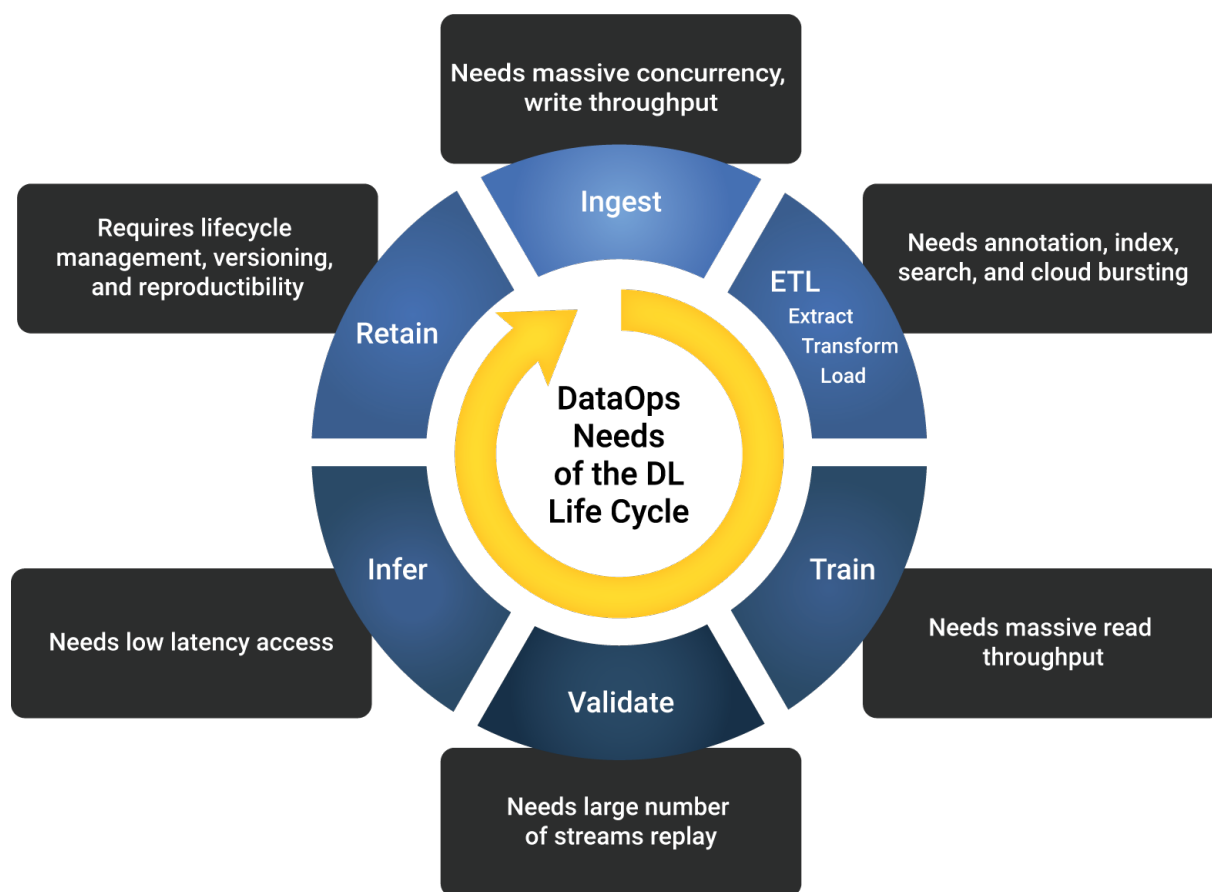 Needs massive concurrency,
write throughput
Ingest
Requires lifecycle
management, versioning,
and reproductibility
Needs annotation, index,
search, and cloud bursting
ETL
Extract
Transform
Load
Retain
DataOps
Needs
of the DL
Life Cycle
Infer
Train
Needs low latency access
Needs massive read
throughput
Validate
Needs large number
of streams replay